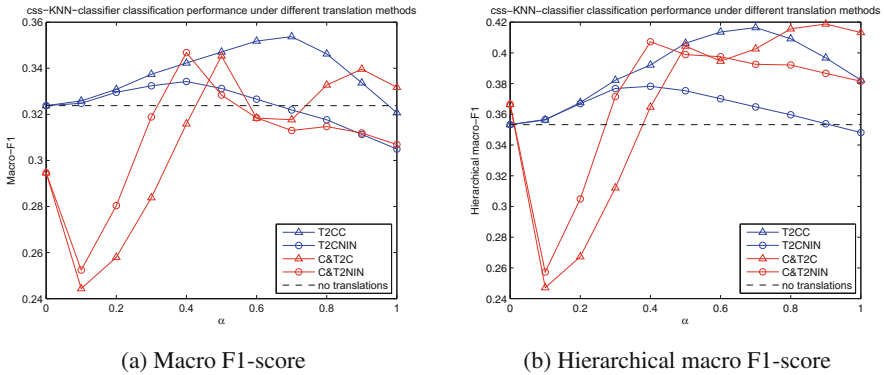 css-KNN-classifier classification performance under different translation methods
0.36
0.34
0.32
0.3
0.28
0.26
0.24
Macro-F1
0
0.2
0.4
0.6
0.8
1
α
T2CC
T2CNIN
C&T2C
C&T2NIN
no translations
(a) Macro F1-score
css-KNN-classifier classification performance under different translation methods
0.42
0.4
0.38
0.36
0.34
0.32
0.3
0.28
0.26
0.24
Hierarchical macro-F1
0
0.2
0.4
0.6
0.8
1
α
T2CC
T2CNIN
C&T2C
C&T2NIN
no translations
(b) Hierarchical macro F1-score